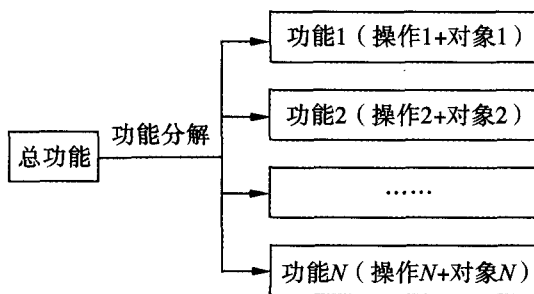 功能1（操作1+对象1）
功能2（操作2+对象2）
功能分解
总功能
……
功能N（操作N+对象N）